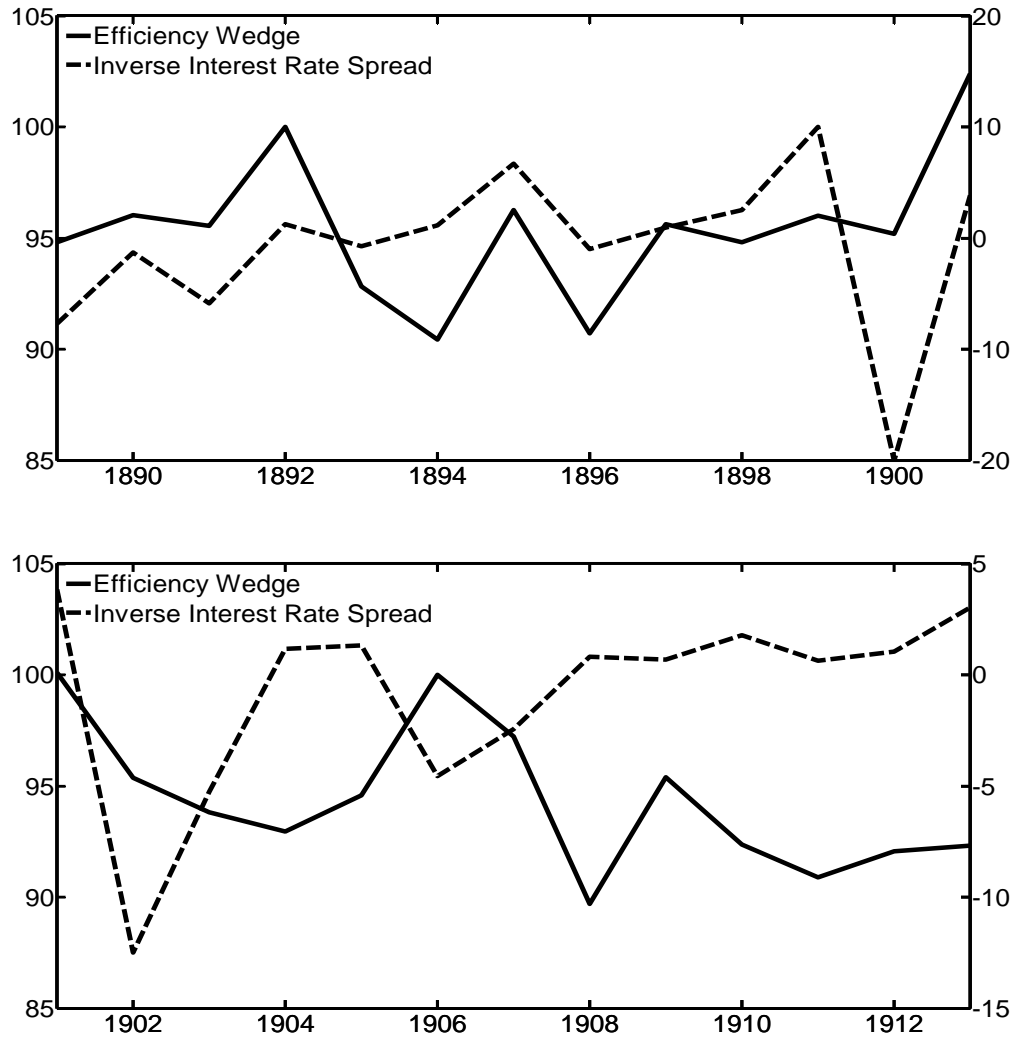 105 20
Efficiency Wedge
Inverse Interest Rate Spread
100 10
95 0
90 -10
85 -20
1890 1892 1894 1896 1898 1900
105 5
Efficiency Wedge
Inverse Interest Rate Spread
100 0
95 -5
90 -10
85 -15
1902 1904 1906 1908 1910 1912